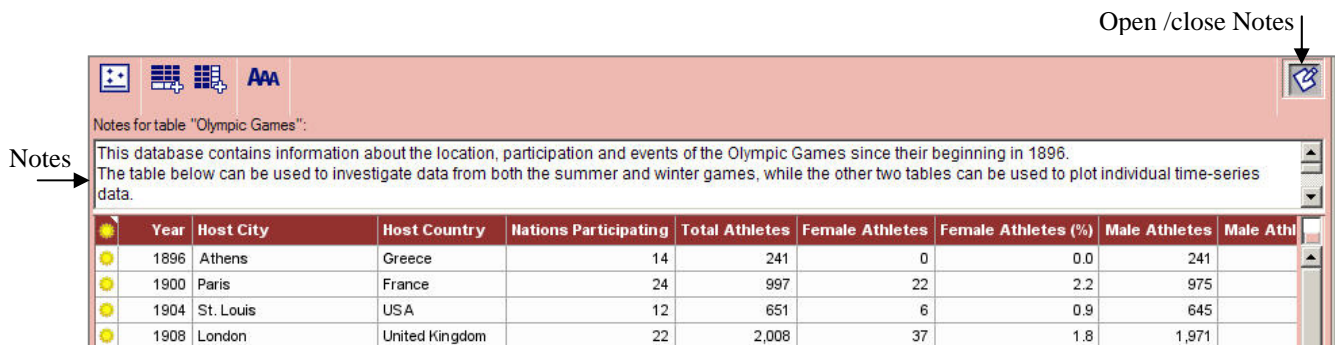 Open /close Notes
AAA
Notes for table "Olympic Games":
Notes
This database contains information about the location, participation and events of the Olympic Games since their beginning in 1896.
The table below can be used to investigate data from both the summer and winter games, while the other two tables can be used to plot individual time-series
data.
Year Host City Host Country Nations Participating Total Athletes Female Athletes Female Athletes (%) Male Athletes Male Athl
1896 Athens Greece 14 241 0 0.0 241
1900 Paris France 24 997 22 2.2 975
1904 St. Louis USA 12 651 6 0.9 645
1908 London United Kingdom 22 2,008 37 1.8 1,971